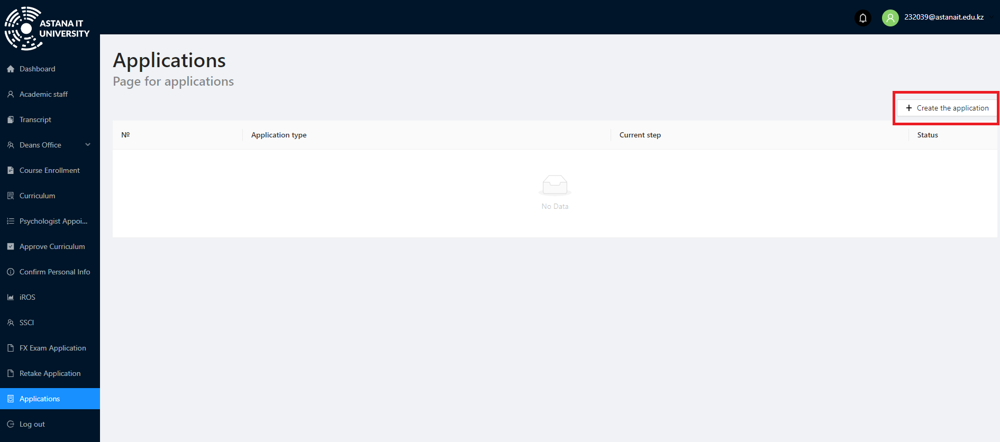 ASTANA IT
UNIVERSITY
232039@astanait.edu.kz
Dashboard
Academic staff
Transcript
Deans Office
Course Enrollment
Curriculum
Psychologist Appoi...
Approve Curriculum
Confirm Personal Info
iROS
SSCI
FX Exam Application
Retake Application
Applications
Log out
Applications
Page for applications
+ Create the application
№ Application type Current step Status
No Data